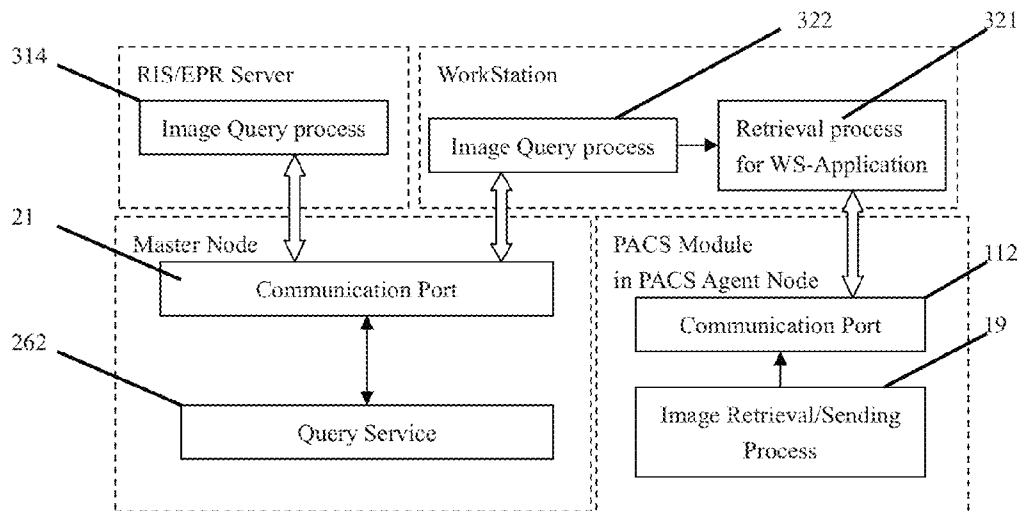 322
321
314
RIS/EPR Server
WorkStation
Image Query process
Image Query process
Retrieval process
for WS-Application
21
Master Node
Communication Port
PACS Module
in PACS Agent Node
112
Communication Port
19
262
Query Service
Image Retrieval/Sending
Process